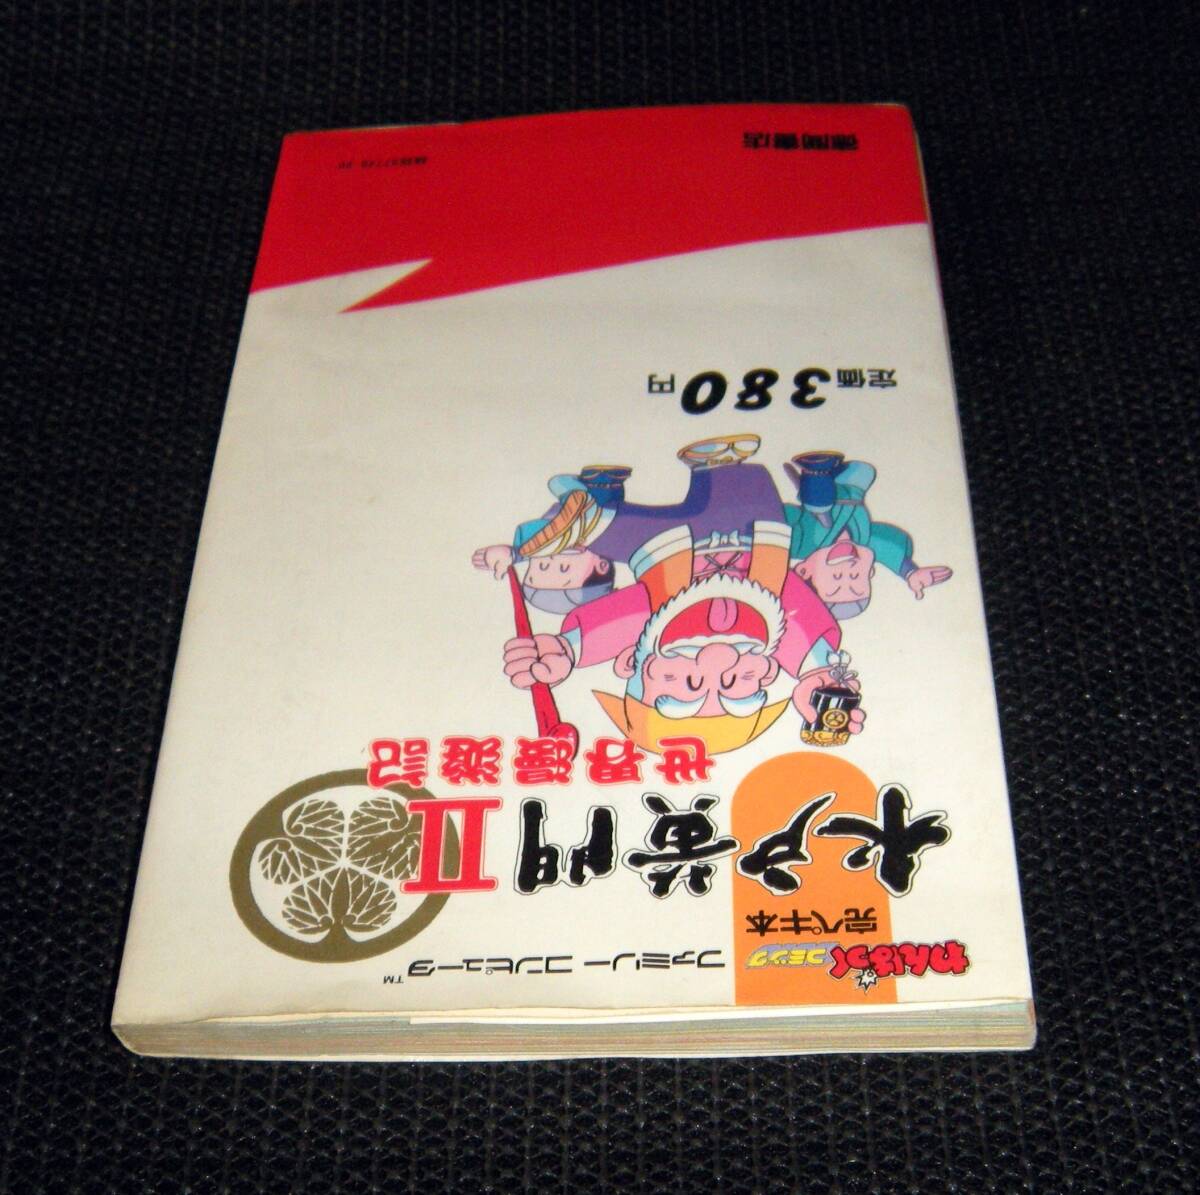 わんぱっくコミック
完ペキ本
ファミリー コンピュータ™
水戸黄門Ⅱ
世界漫遊記
定価380円
徳間書店